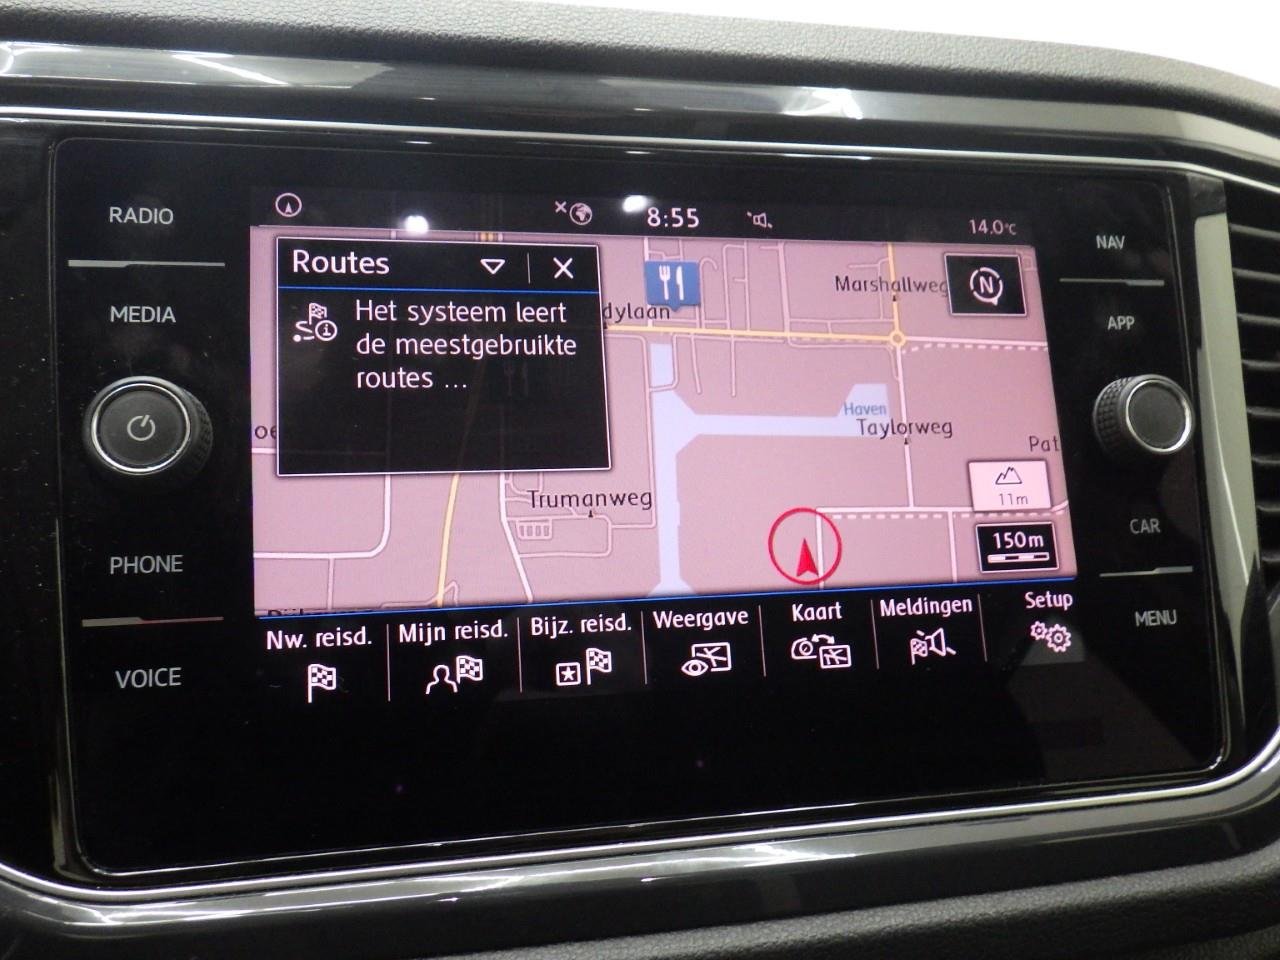 RADIO
MEDIA
PHONE
VOICE
8:55
14.0°c
NAV
APP
CAR
MENU
Routes
Het systeem leert
de meestgebruikte
routes ...
dylaan
Marshallweg
N
Haven
Taylorweg
Pat
Trumanweg
11m
150m
Nw. reisd.
Mijn reisd.
Bijz. reisd.
Weergave
Kaart
Meldingen
Setup